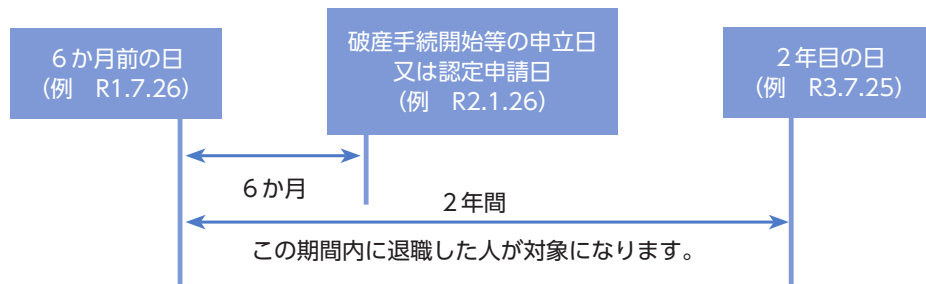 6か月前の日
(例　R1.7.26)
破産手続開始等の申立日
又は認定申請日
(例　R2.1.26)
2年目の日
(例　R3.7.25)
6か月
2年間
この期間内に退職した人が対象になります。